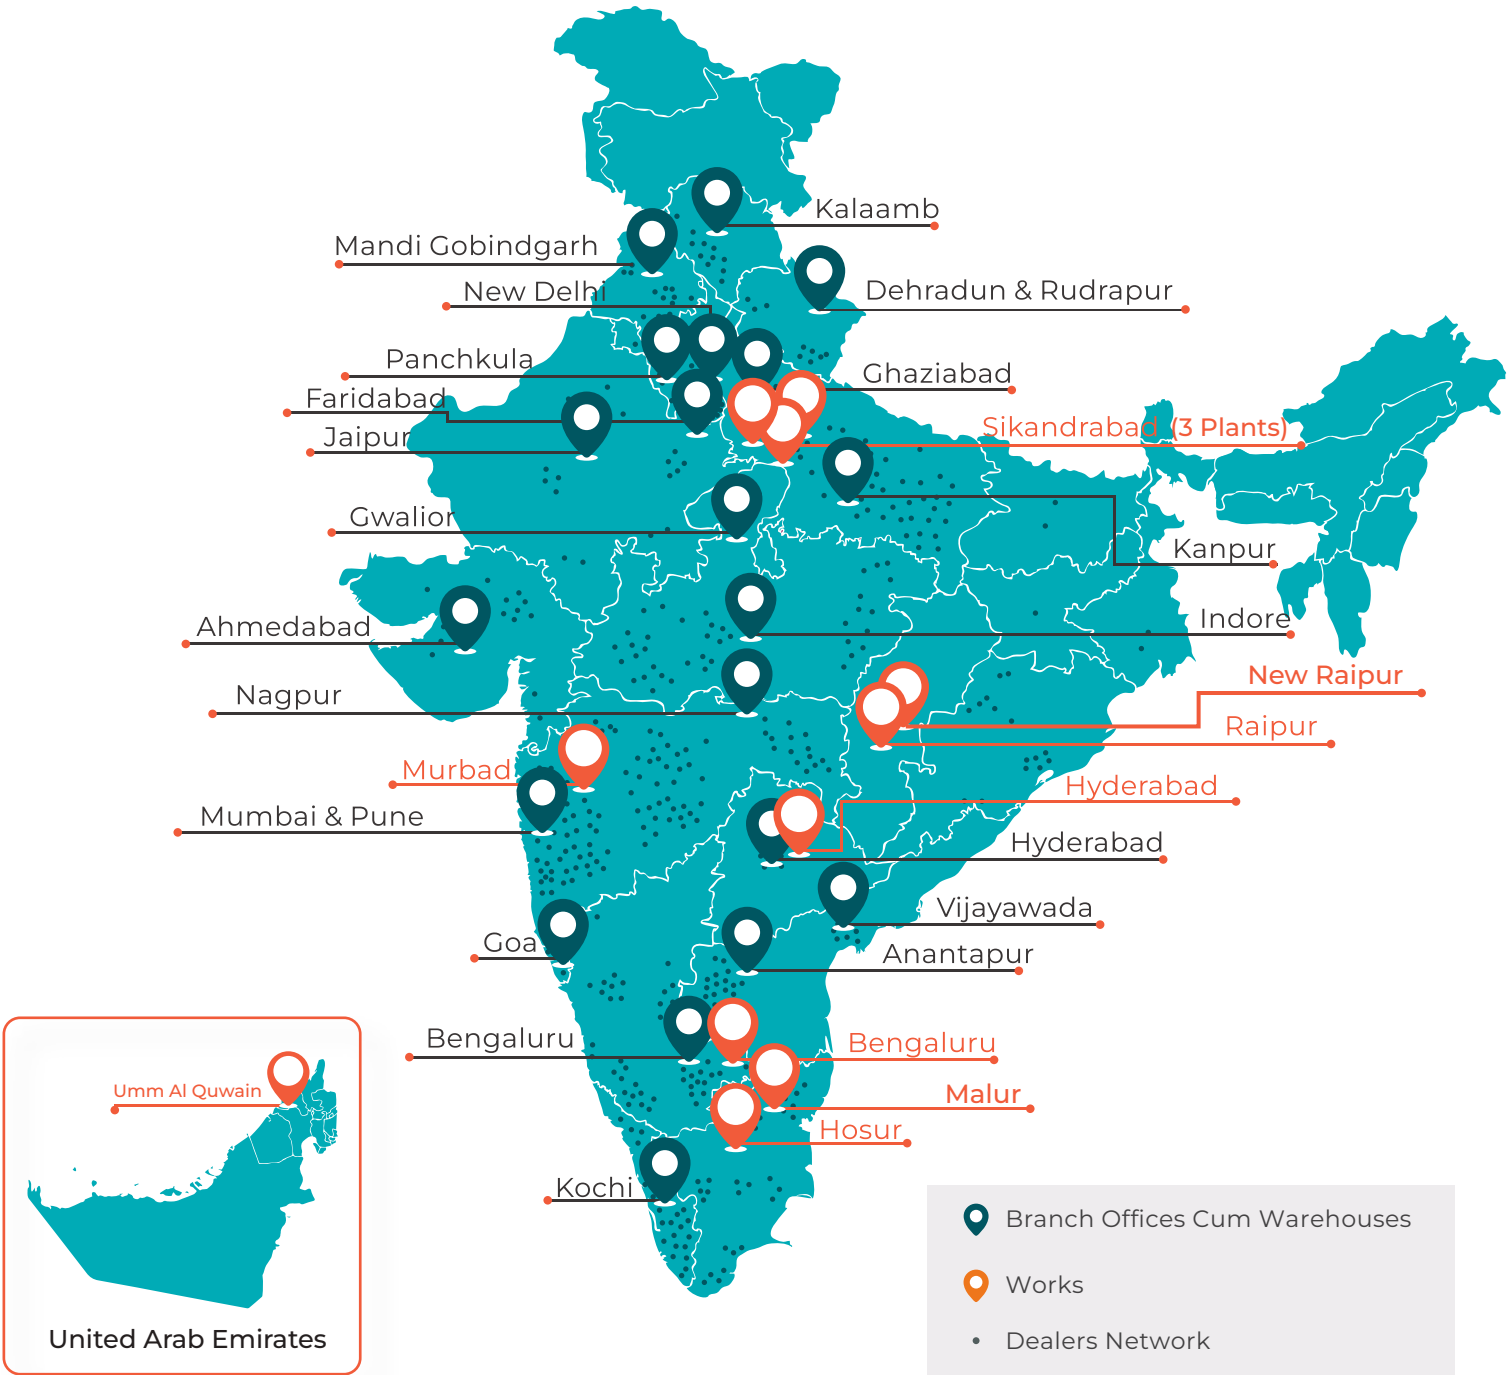 Kalaamb
Mandi Gobindgarh
New Delhi
Dehradun & Rudrapur
Panchkula
Ghaziabad
Faridabad
Sikandrabad (3 Plants)
Jaipur
Gwalior
Kanpur
Ahmedabad
Indore
New Raipur
Nagpur
Raipur
Murbad
Hyderabad
Mumbai & Pune
Hyderabad
Vijayawada
Goa
Anantapur
Bengaluru
Bengaluru
Malur
Hosur
Kochi
Umm Al Quwain
United Arab Emirates
Branch Offices Cum Warehouses
Works
Dealers Network